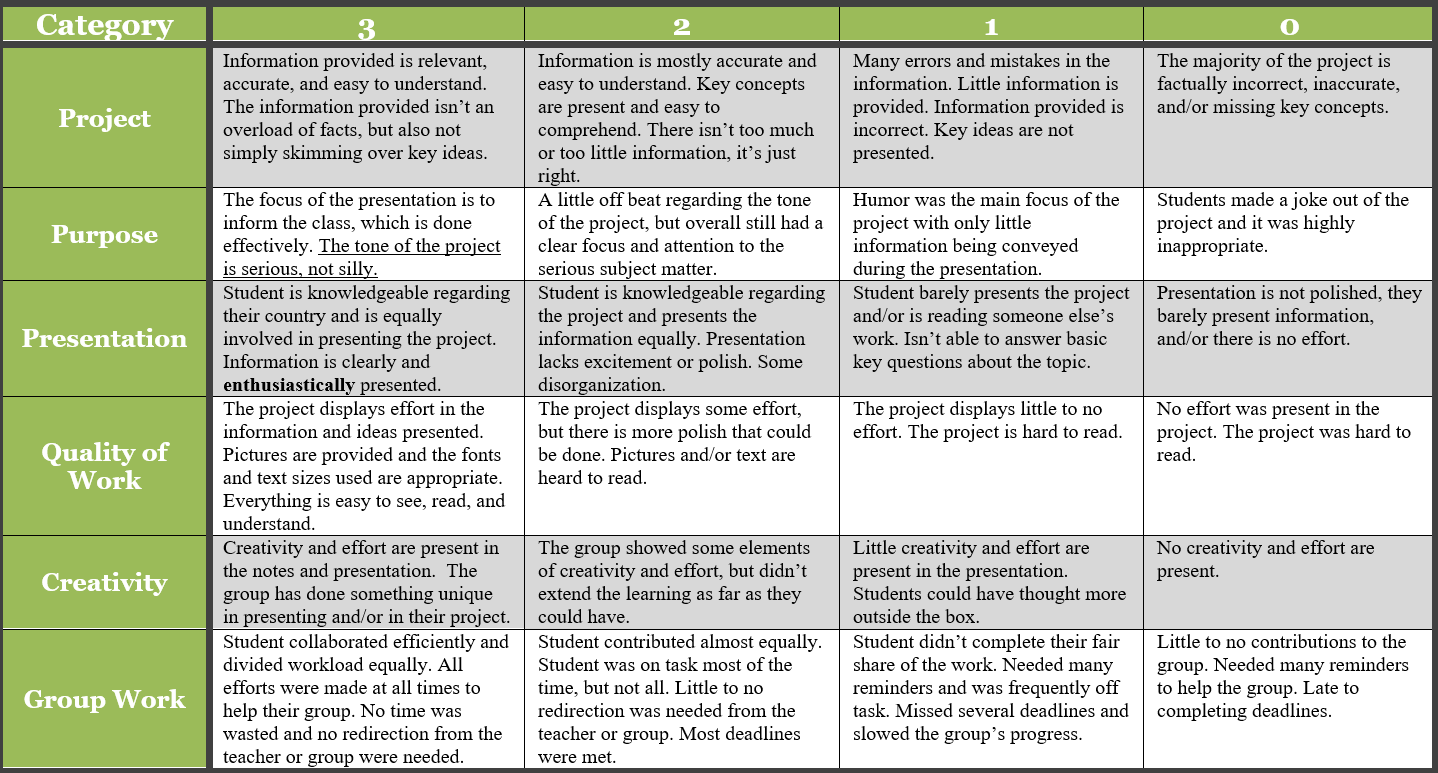 Category 3 2 1 0
Project
Information provided is relevant,
accurate, and easy to understand.
The information provided isn't an
overload of facts, but also not
simply skimming over key ideas.
Information is mostly accurate and
easy to understand. Key concepts
are present and easy to
comprehend. There isn't too much
or too little information, it's just
right.
Many errors and mistakes in the
information. Little information is
provided. Information provided is
incorrect. Key ideas are not
presented.
The majority of the project is
factually incorrect, inaccurate,
and/or missing key concepts.
Purpose
The focus of the presentation is to
inform the class, which is done
effectively. The tone of the project
is serious, not silly.
A little off beat regarding the tone
of the project, but overall still had a
clear focus and attention to the
serious subject matter.
Humor was the main focus of the
project with only little
information being conveyed
during the presentation.
Students made a joke out of the
project and it was highly
inappropriate.
Presentation
Student is knowledgeable regarding
their country and is equally
involved in presenting the project.
Information is clearly and
enthusiastically presented.
Student is knowledgeable regarding
the project and presents the
information equally. Presentation
lacks excitement or polish. Some
disorganization.
Student barely presents the project
and/or is reading someone else's
work. Isn't able to answer basic
key questions about the topic.
Presentation is not polished, they
barely present information,
and/or there is no effort.
Quality of
Work
The project displays effort in the
information and ideas presented.
Pictures are provided and the fonts
and text sizes used are appropriate.
Everything is easy to see, read, and
understand.
The project displays some effort,
but there is more polish that could
be done. Pictures and/or text are
heard to read.
The project displays little to no
effort. The project is hard to read.
No effort was present in the
project. The project was hard to
read.
Creativity
Creativity and effort are present in
the notes and presentation.  The
group has done something unique
in presenting and/or in their project.
The group showed some elements
of creativity and effort, but didn't
extend the learning as far as they
could have.
Little creativity and effort are
present in the presentation.
Students could have thought more
outside the box.
No creativity and effort are
present.
Group Work
Student collaborated efficiently and
divided workload equally. All
efforts were made at all times to
help their group. No time was
wasted and no redirection from the
teacher or group were needed.
Student contributed almost equally.
Student was on task most of the
time, but not all. Little to no
redirection was needed from the
teacher or group. Most deadlines
were met.
Student didn't complete their fair
share of the work. Needed many
reminders and was frequently off
task. Missed several deadlines and
slowed the group's progress.
Little to no contributions to the
group. Needed many reminders
to help the group. Late to
completing deadlines.